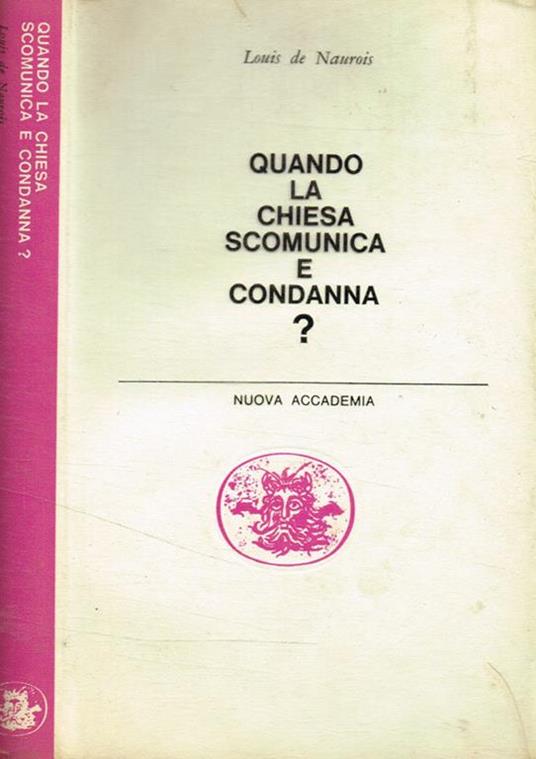 QUANDO LA CHIESA
SCOMUNICA E CONDANNA ?
Louis de Naurois
Louis de Naurois
QUANDO
LA
CHIESA
SCOMUNICA
E
CONDANNA
?
NUOVA ACCADEMIA